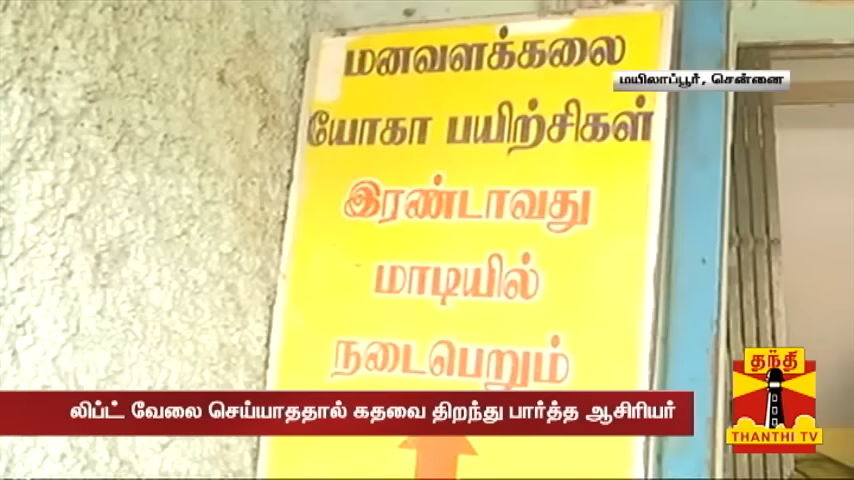 மனவளக்கலை
மயிலாப்பூர், சென்னை
யோகா பயிற்சிகள்
இரண்டாவது
மாடியில்
நடைபெறும்
லிப்ட் வேலை செய்யாததால் கதவை திறந்து பார்த்த ஆசிரியர்
தந்தி
THANTHI TV